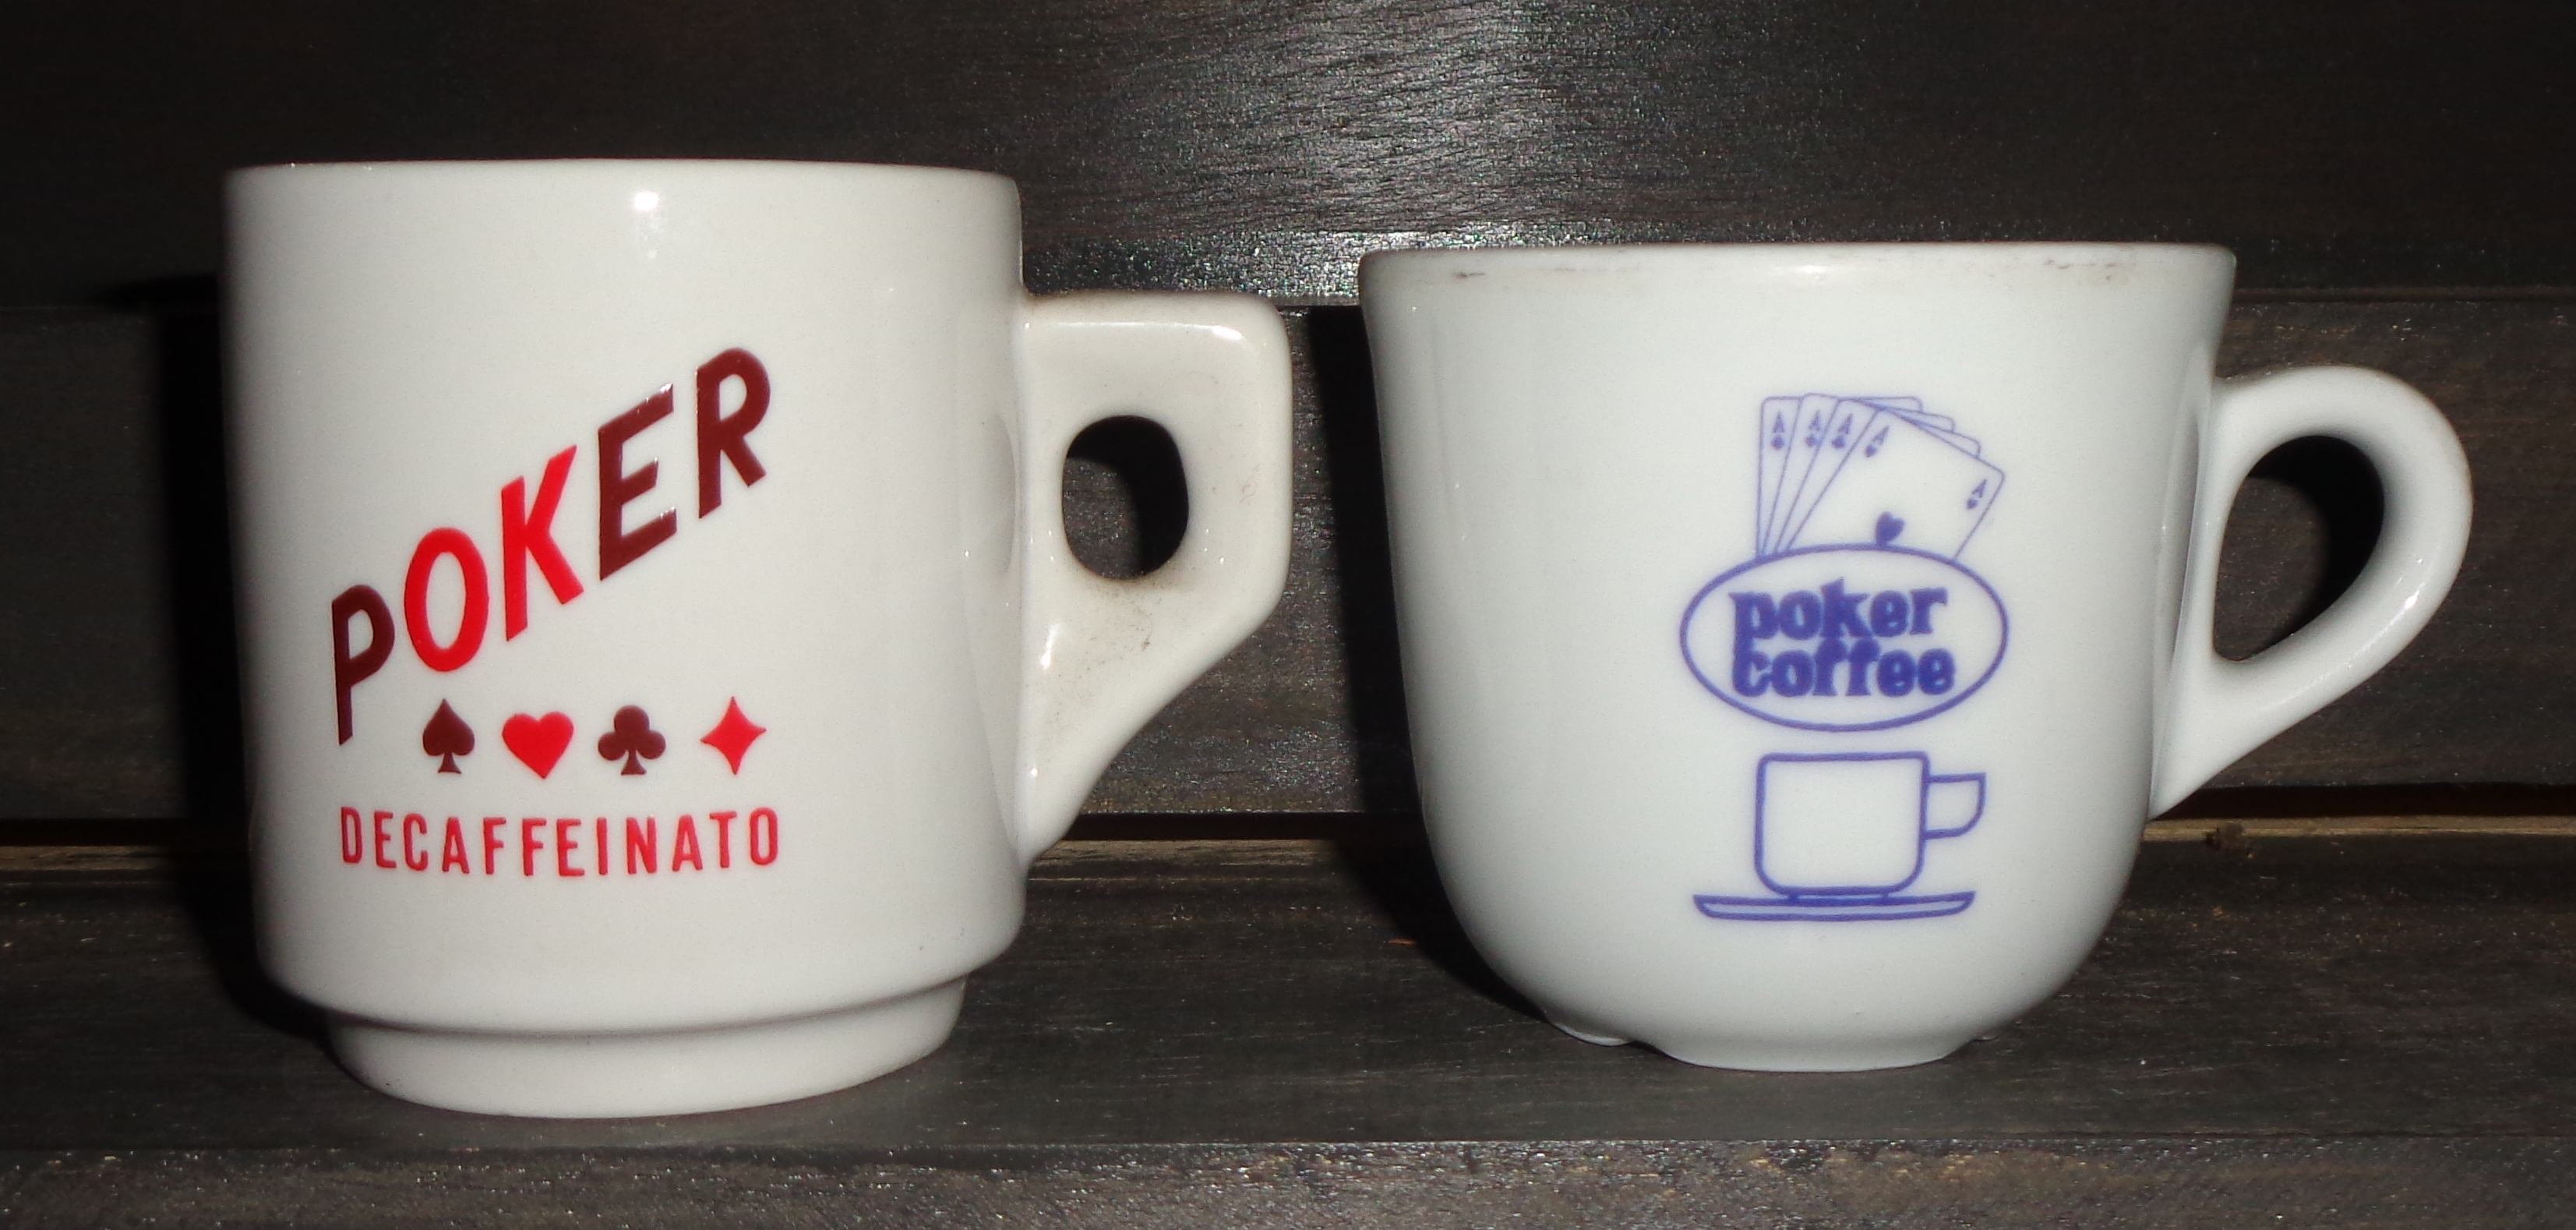 POKER
DECAFFEINATO
A A A A
A
poker
coffee